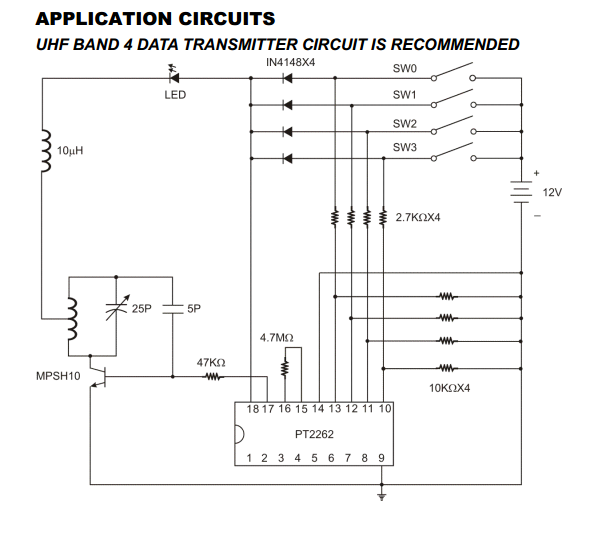 APPLICATION CIRCUITS
UHF BAND 4 DATA TRANSMITTER CIRCUIT IS RECOMMENDED
IN4148X4
SW0
LED
SW1
SW2
SW3
10μH
+
12V
–
2.7KΩX4
25P
5P
4.7MΩ
47KΩ
MPSH10
10KΩX4
18 17 16 15 14 13 12 11 10
PT2262
1 2 3 4 5 6 7 8 9